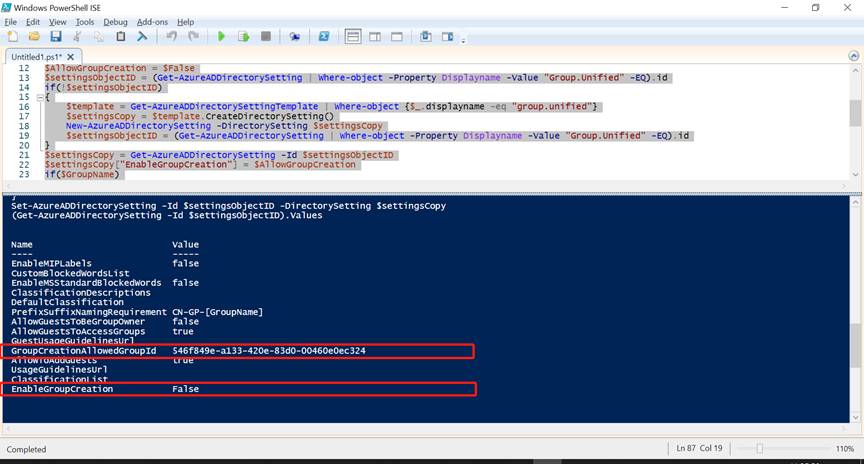 Windows PowerShell ISE
File Edit View Tools Debug Add-ons Help
Untitled1.ps1* X
12 $AllowGroupCreation = $False
13 $settingsObjectID = (Get-AzureADDirectorySetting | Where-object -Property Displayname -Value "Group.Unified" -EQ).id
14 if(!$settingsObjectID)
15 {
16 $template = Get-AzureADDirectorySettingTemplate | Where-object {$_.displayname -eq "group.unified"}
17 $settingsCopy = $template.CreateDirectorySetting()
18 New-AzureADDirectorySetting -DirectorySetting $settingsCopy
19 $settingsObjectID = (Get-AzureADDirectorySetting | Where-object -Property Displayname -Value "Group.Unified" -EQ).id
20 }
21 $settingsCopy = Get-AzureADDirectorySetting -Id $settingsObjectID
22 $settingsCopy["EnableGroupCreation"] = $AllowGroupCreation
23 if($GroupName)
}
Set-AzureADDirectorySetting -Id $settingsObjectID -DirectorySetting $settingsCopy
(Get-AzureADDirectorySetting -Id $settingsObjectID).Values
Name Value
---- -----
EnableMIPLabels false
CustomBlockedWordsList
EnableMSStandardBlockedWords false
ClassificationDescriptions
DefaultClassification
PrefixSuffixNamingRequirement CN-GP-[GroupName]
AllowGuestsToBeGroupOwner false
AllowGuestsToAccessGroups true
GuestUsageGuidelinesUrl
GroupCreationAllowedGroupId 546f849e-a133-420e-83d0-00460e0ec324
AllowToAddGuests true
UsageGuidelinesUrl
ClassificationList
EnableGroupCreation False
Completed Ln 87 Col 19 110%